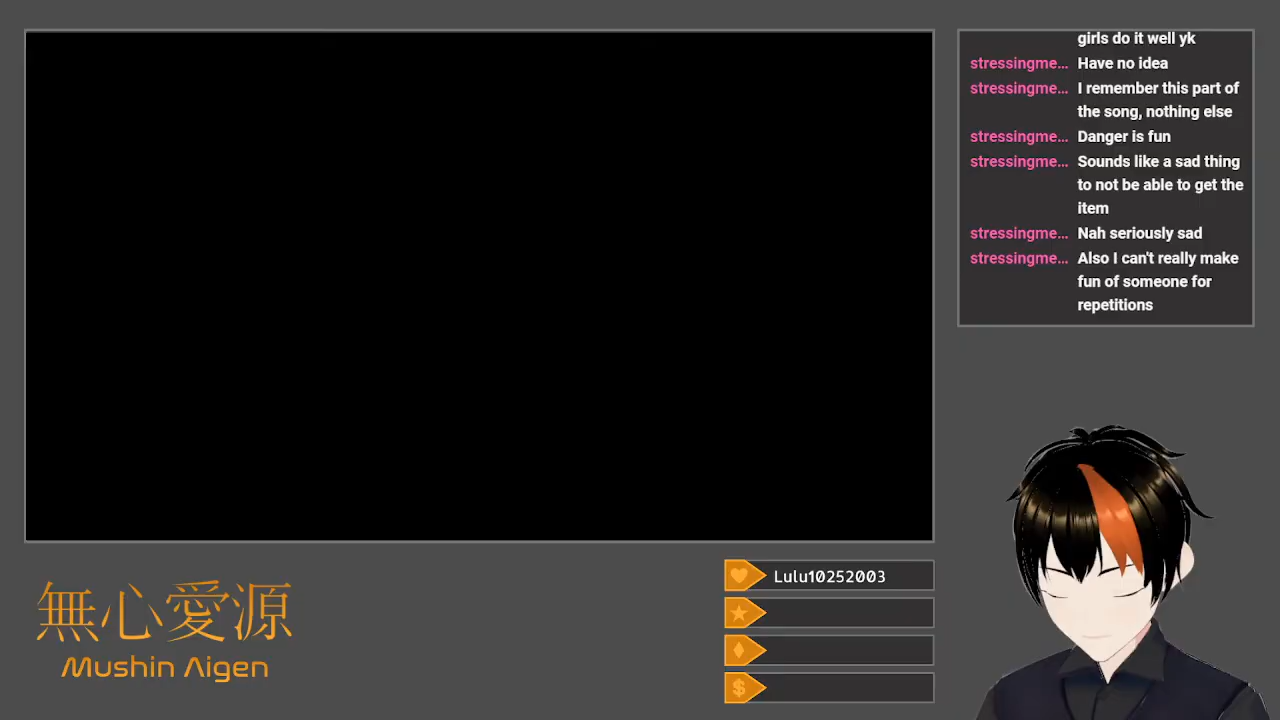 girls do it well yk
stressingme... Have no idea
stressingme... I remember this part of
the song, nothing else
stressingme... Danger is fun
stressingme... Sounds like a sad thing
to not be able to get the
item
stressingme... Nah seriously sad
stressingme... Also I can't really make
fun of someone for
repetitions
Lulu10252003
無心愛源
Mushin Aigen
$